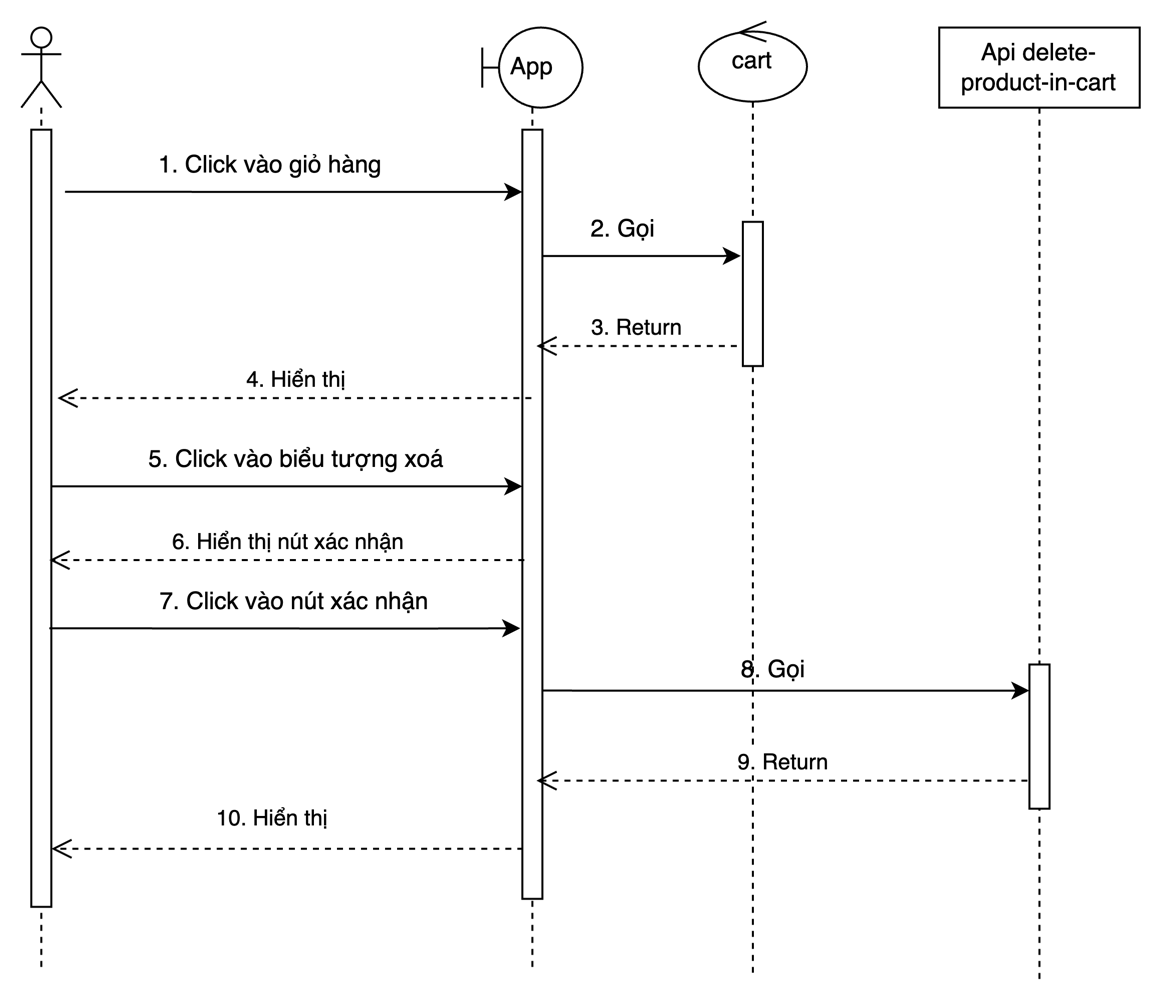 App
cart
Api delete-
product-in-cart
1. Click vào giỏ hàng
2. Gọi
3. Return
4. Hiển thị
5. Click vào biểu tượng xoá
6. Hiển thị nút xác nhận
7. Click vào nút xác nhận
8. Gọi
9. Return
10. Hiển thị